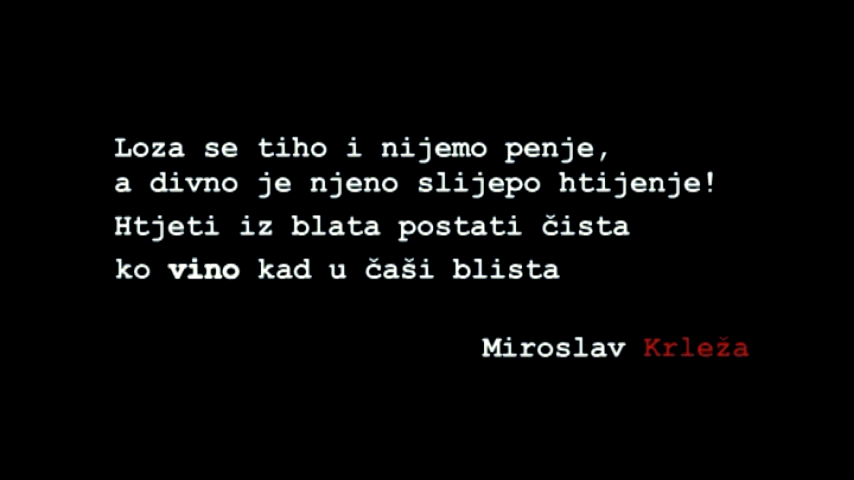 Loza se tiho i nijemo penje,
a divno je njeno slijepo htijenje!
Htjeti iz blata postati čista
ko vino kad u čaši blista
Miroslav Krleža